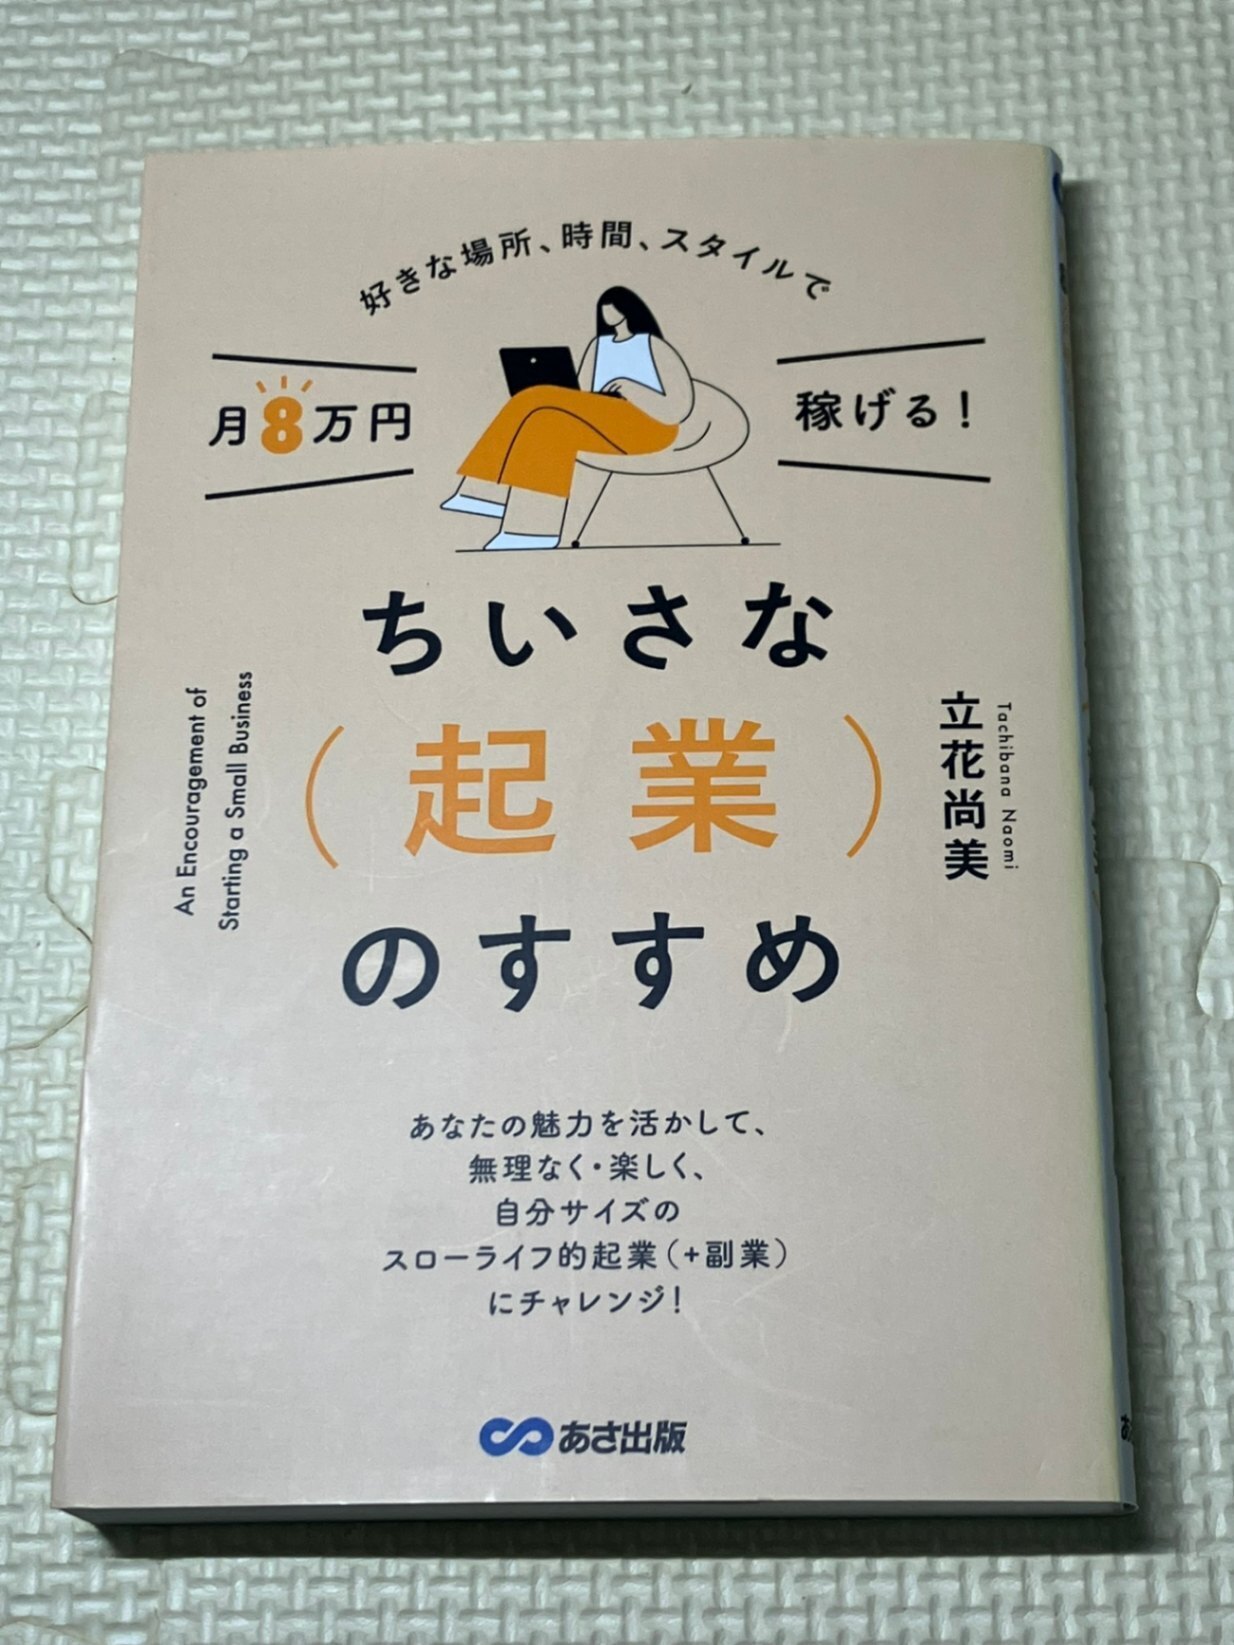 好きな場所、時間、スタイルで
月8万円
稼げる！
ちいさな
（起業）
のすすめ
An Encouragement of
Starting a Small Business
立花尚美
Tachibana Naomi
あなたの魅力を活かして、
無理なく・楽しく、
自分サイズの
スローライフ的起業（+副業）
にチャレンジ！
あさ出版